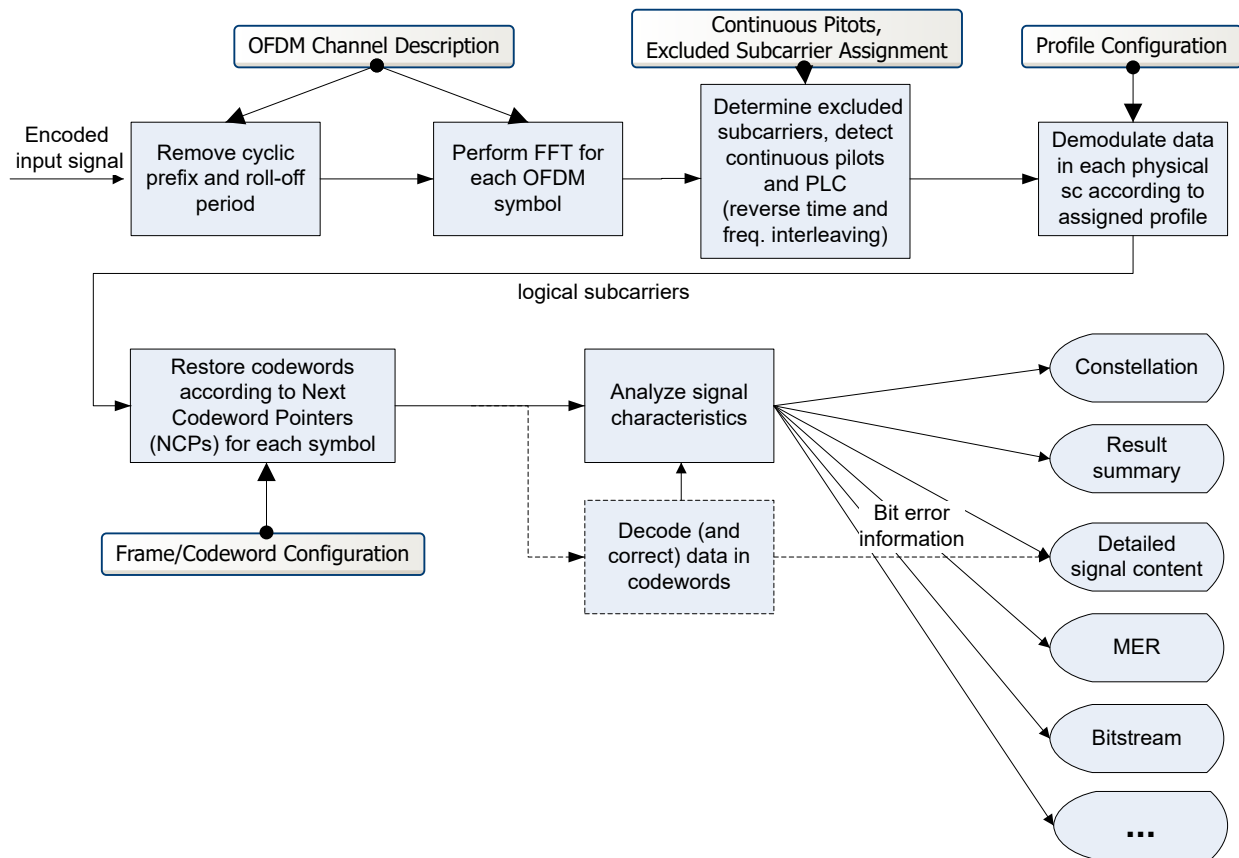 OFDM Channel Description
Continuous Pitots,
Excluded Subcarrier Assignment
Profile Configuration
Encoded
input signal
Remove cyclic
prefix and roll-off
period
Perform FFT for
each OFDM
symbol
Determine excluded
subcarriers, detect
continuous pilots
and PLC
(reverse time and
freq. interleaving)
Demodulate data
in each physical
sc according to
assigned profile
logical subcarriers
Restore codewords
according to Next
Codeword Pointers
(NCPs) for each symbol
Analyze signal
characteristics
Constellation
Result
summary
Frame/Codeword Configuration
Decode (and
correct) data in
codewords
Bit error
information
Detailed
signal content
MER
Bitstream
...